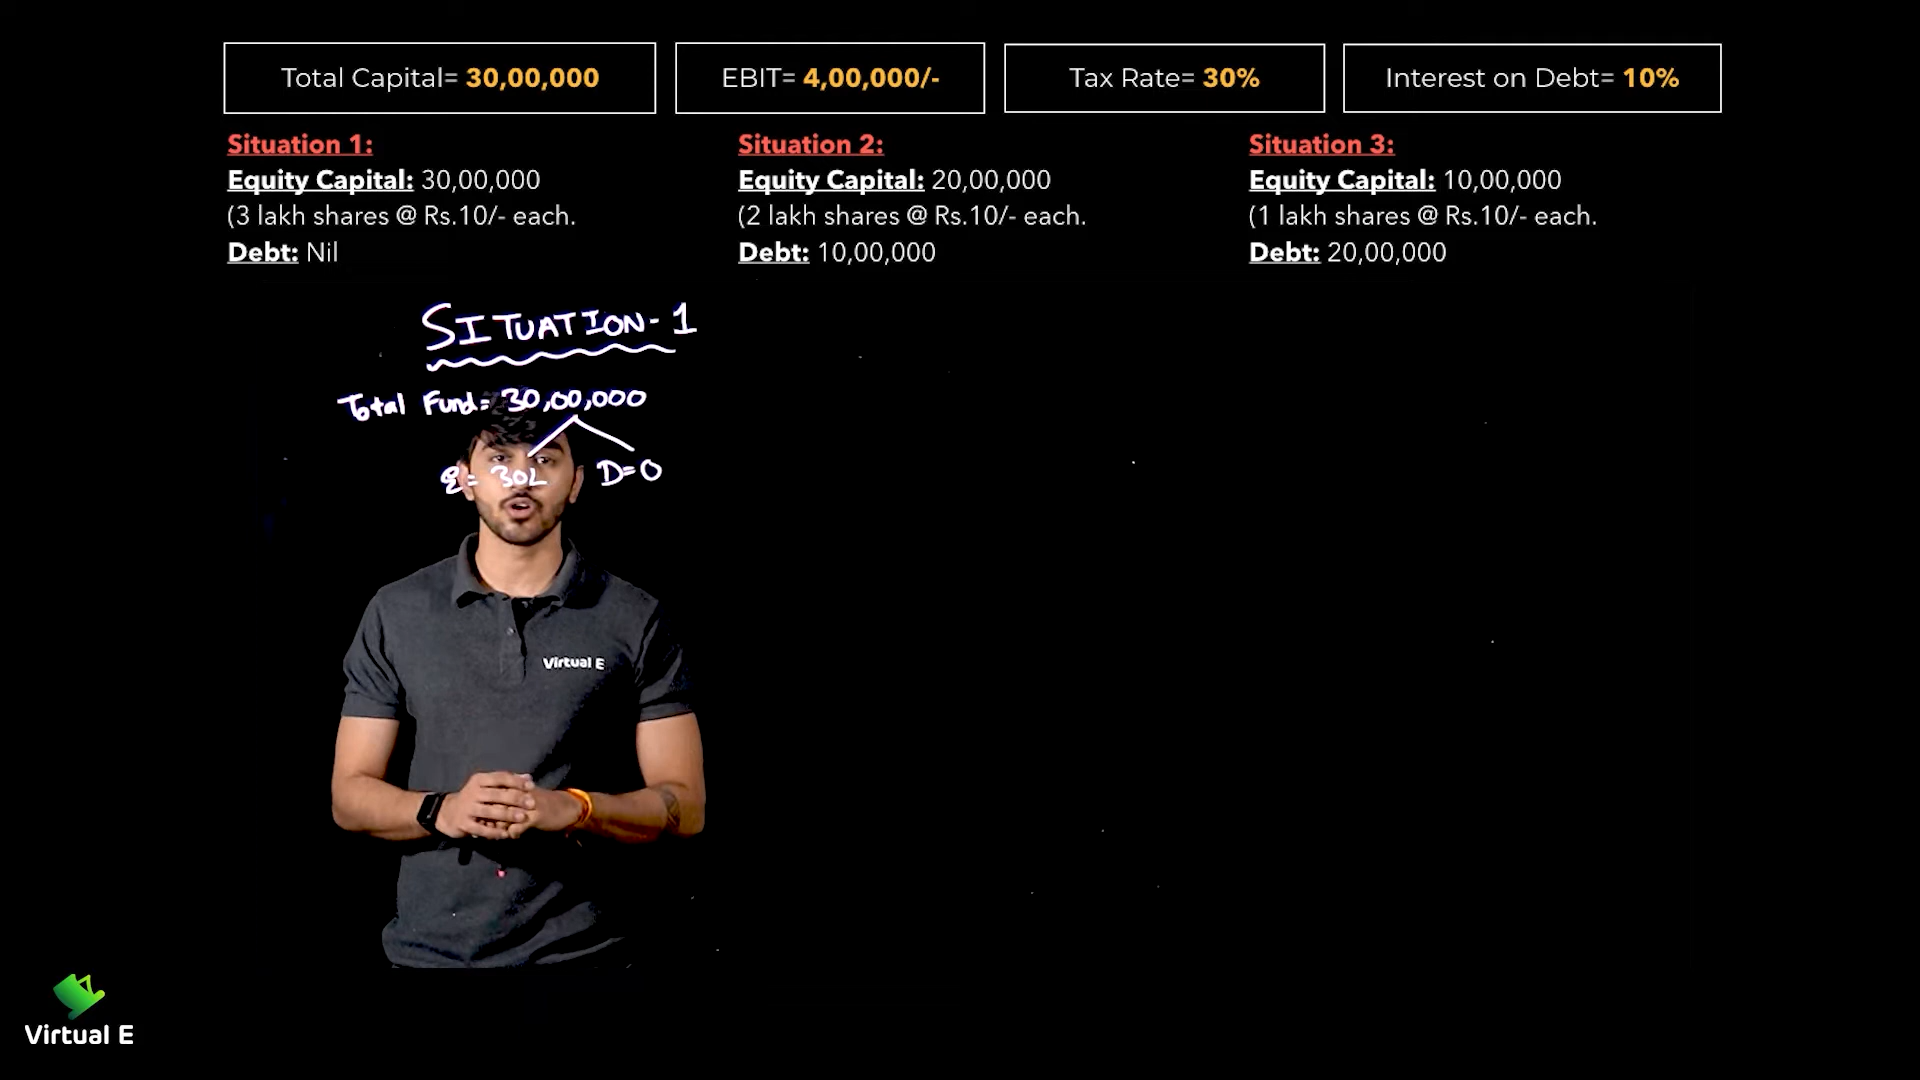 Total Capital= 30,00,000
EBIT= 4,00,000/-
Tax Rate= 30%
Interest on Debt= 10%
Situation 1:
Equity Capital: 30,00,000
(3 lakh shares @ Rs.10/- each.
Debt: Nil
Situation 2:
Equity Capital: 20,00,000
(2 lakh shares @ Rs.10/- each.
Debt: 10,00,000
Situation 3:
Equity Capital: 10,00,000
(1 lakh shares @ Rs.10/- each.
Debt: 20,00,000
SITUATION-1
Total Fund= 30,00,000
E= 30L D=0
Virtual E
Virtual E